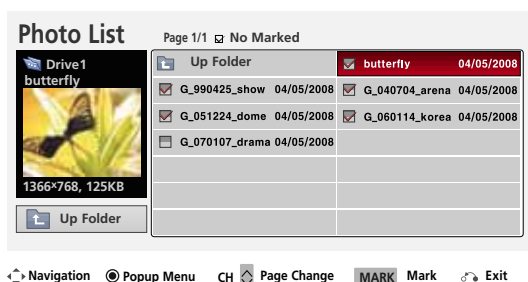 Photo List
Page 1/1 No Marked
Drive1
butterfly
1366x768, 125KB
Up Folder
Up Folder
butterfly 04/05/2008
G_990425_show 04/05/2008
G_040704_arena 04/05/2008
G_051224_dome 04/05/2008
G_060114_korea 04/05/2008
G_070107_drama 04/05/2008
Navigation Popup Menu CH Page Change MARK Mark Exit